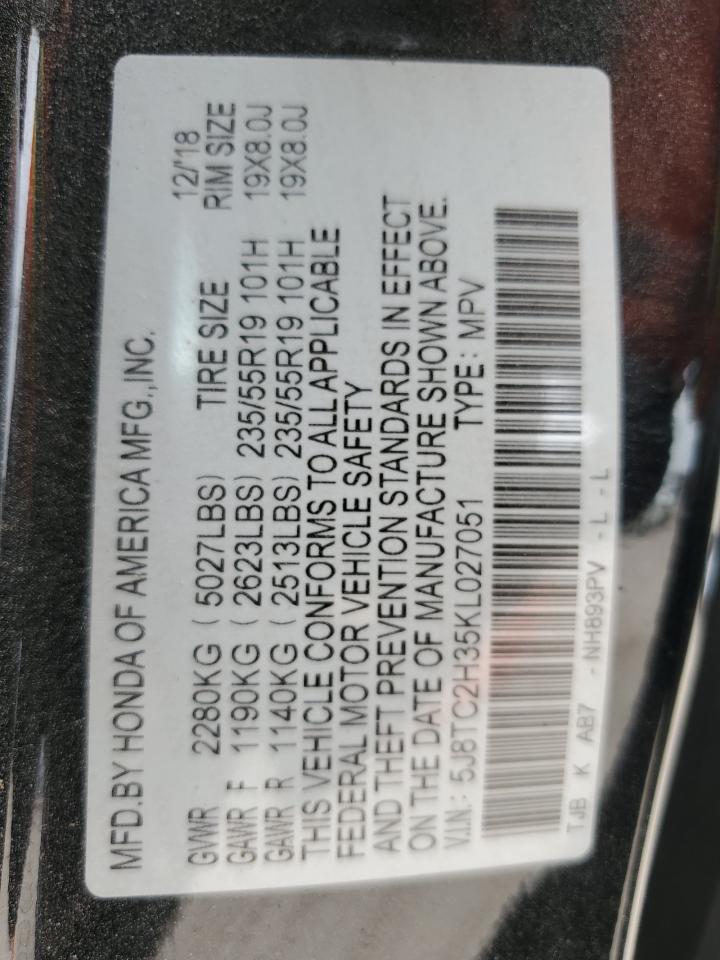 MFD.BY HONDA OF AMERICA MFG.,INC.
12/'18
GVWR 2280KG ( 5027LBS) TIRE SIZE RIM SIZE
GAWR F 1190KG ( 2623LBS) 235/55R19 101H 19X8.0J
GAWR R 1140KG ( 2513LBS) 235/55R19 101H 19X8.0J
THIS VEHICLE CONFORMS TO ALL APPLICABLE
FEDERAL MOTOR VEHICLE SAFETY
AND THEFT PREVENTION STANDARDS IN EFFECT
ON THE DATE OF MANUFACTURE SHOWN ABOVE.
V.I.N.: 5J8TC2H35KL027051 TYPE: MPV
TJB K AB7 -NH893PV - L - L